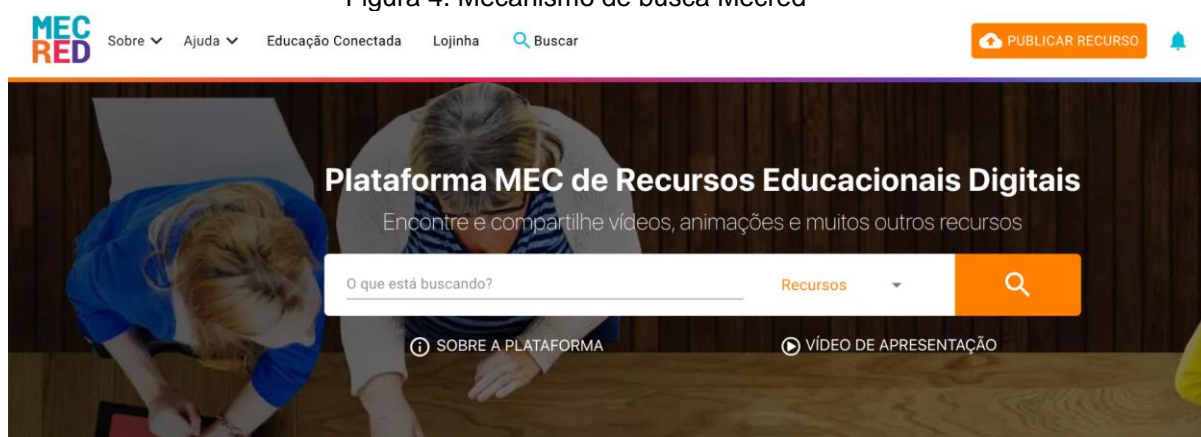 Figura 4: Mecanismo de busca Mecred
MEC
RED
Sobre Ajuda Educação Conectada Lojinha Buscar PUBLICAR RECURSO
Plataforma MEC de Recursos Educacionais Digitais
Encontre e compartilhe vídeos, animações e muitos outros recursos
O que está buscando? Recursos
SOBRE A PLATAFORMA VÍDEO DE APRESENTAÇÃO